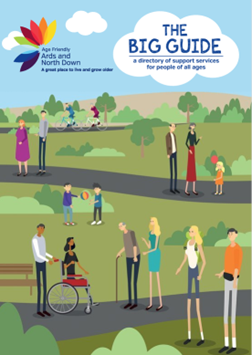 Age Friendly
Ards and
North Down
A great place to live and grow older
THE
BIG GUIDE
a directory of support services
for people of all ages